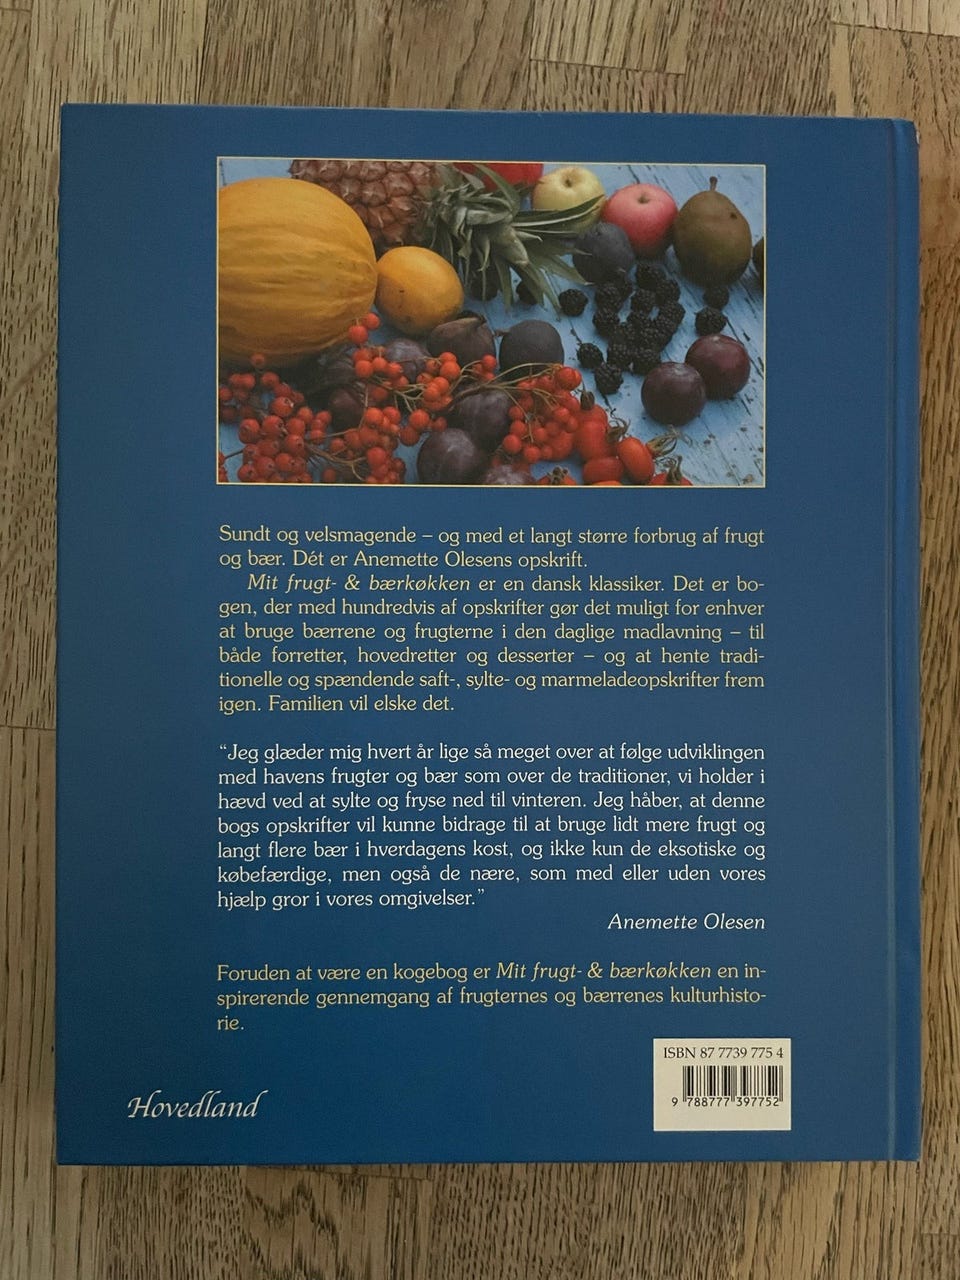 Sundt og velsmagende – og med et langt større forbrug af frugt
og bær. Dét er Anemette Olesens opskrift.
Mit frugt- & bærkøkken er en dansk klassiker. Det er bo-
gen, der med hundredvis af opskrifter gør det muligt for enhver
at bruge bærrene og frugterne i den daglige madlavning – til
både forretter, hovedretter og desserter – og at hente tradi-
tionelle og spændende saft-, sylte- og marmeladeopskrifter frem
igen. Familien vil elske det.
“Jeg glæder mig hvert år lige så meget over at følge udviklingen
med havens frugter og bær som over de traditioner, vi holder i
hævd ved at sylte og fryse ned til vinteren. Jeg håber, at denne
bogs opskrifter vil kunne bidrage til at bruge lidt mere frugt og
langt flere bær i hverdagens kost, og ikke kun de eksotiske og
købefærdige, men også de nære, som med eller uden vores
hjælp gror i vores omgivelser.”
Anemette Olesen
Foruden at være en kogebog er Mit frugt- & bærkøkken en in-
spirerende gennemgang af frugternes og bærrenes kulturhisto-
rie.
ISBN 87 7739 775 4
9 788777 397752
Hovedland